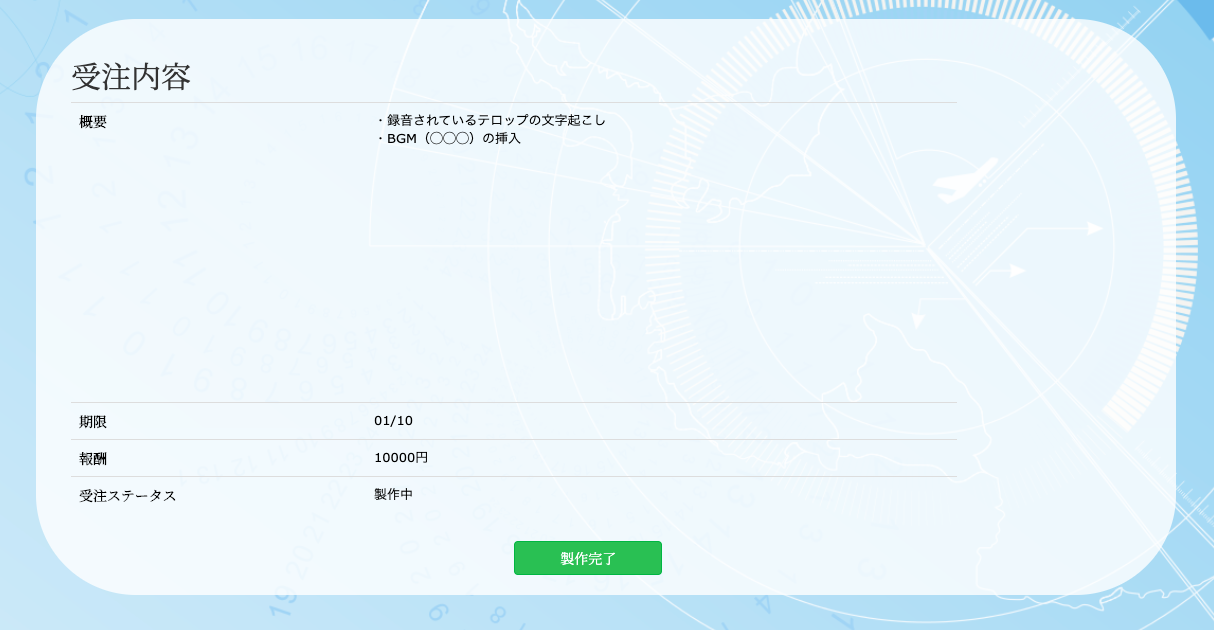 受注内容
概要
・録音されているテロップの文字起こし
・BGM（◯◯◯）の挿入
期限 01/10
報酬 10000円
受注ステータス 製作中
製作完了